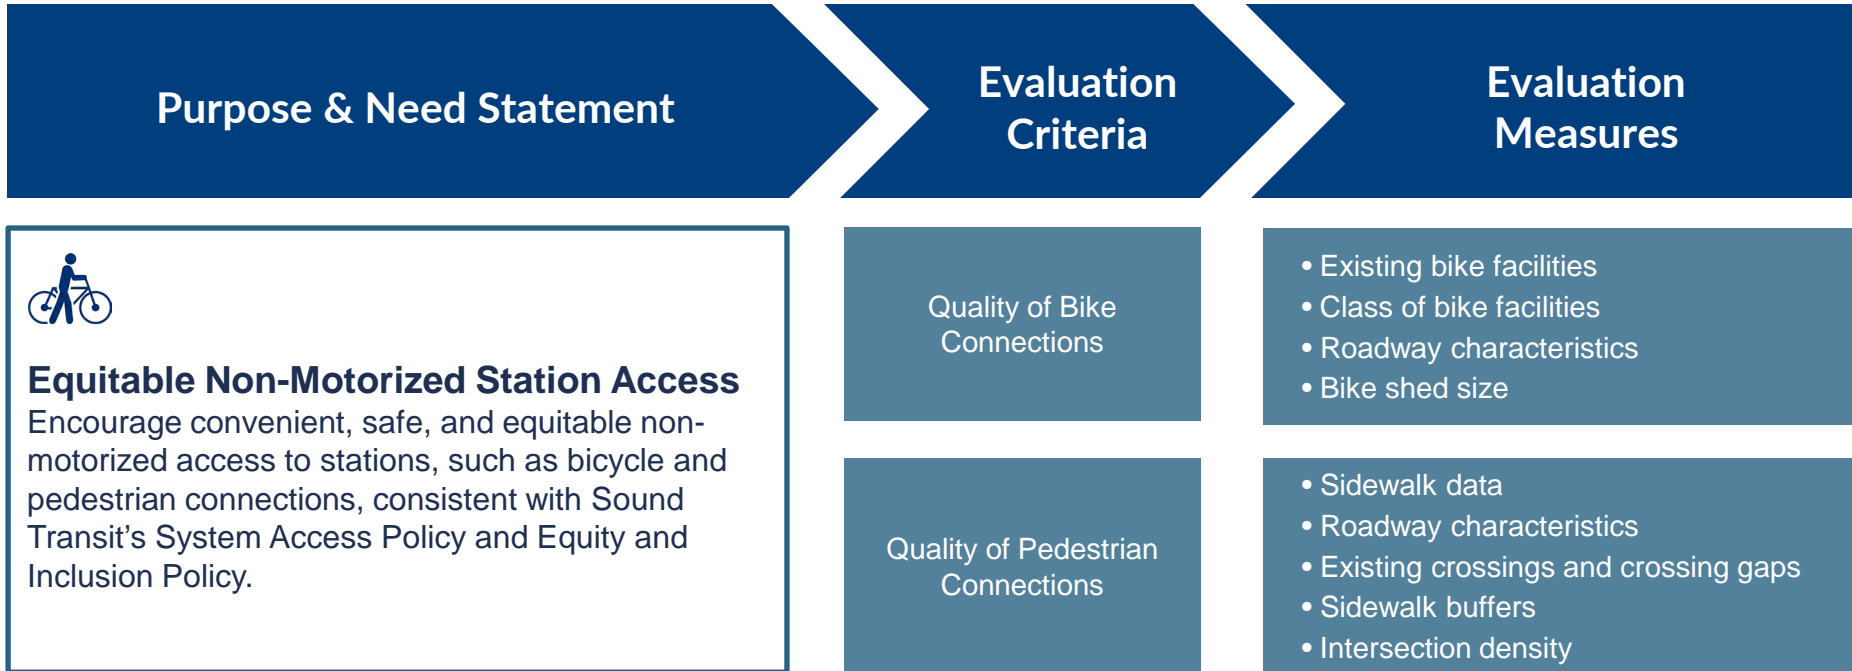 Purpose & Need Statement
Evaluation
Criteria
Evaluation
Measures
Equitable Non-Motorized Station Access
Encourage convenient, safe, and equitable non-
motorized access to stations, such as bicycle and
pedestrian connections, consistent with Sound
Transit’s System Access Policy and Equity and
Inclusion Policy.
Quality of Bike
Connections
• Existing bike facilities
• Class of bike facilities
• Roadway characteristics
• Bike shed size
Quality of Pedestrian
Connections
• Sidewalk data
• Roadway characteristics
• Existing crossings and crossing gaps
• Sidewalk buffers
• Intersection density